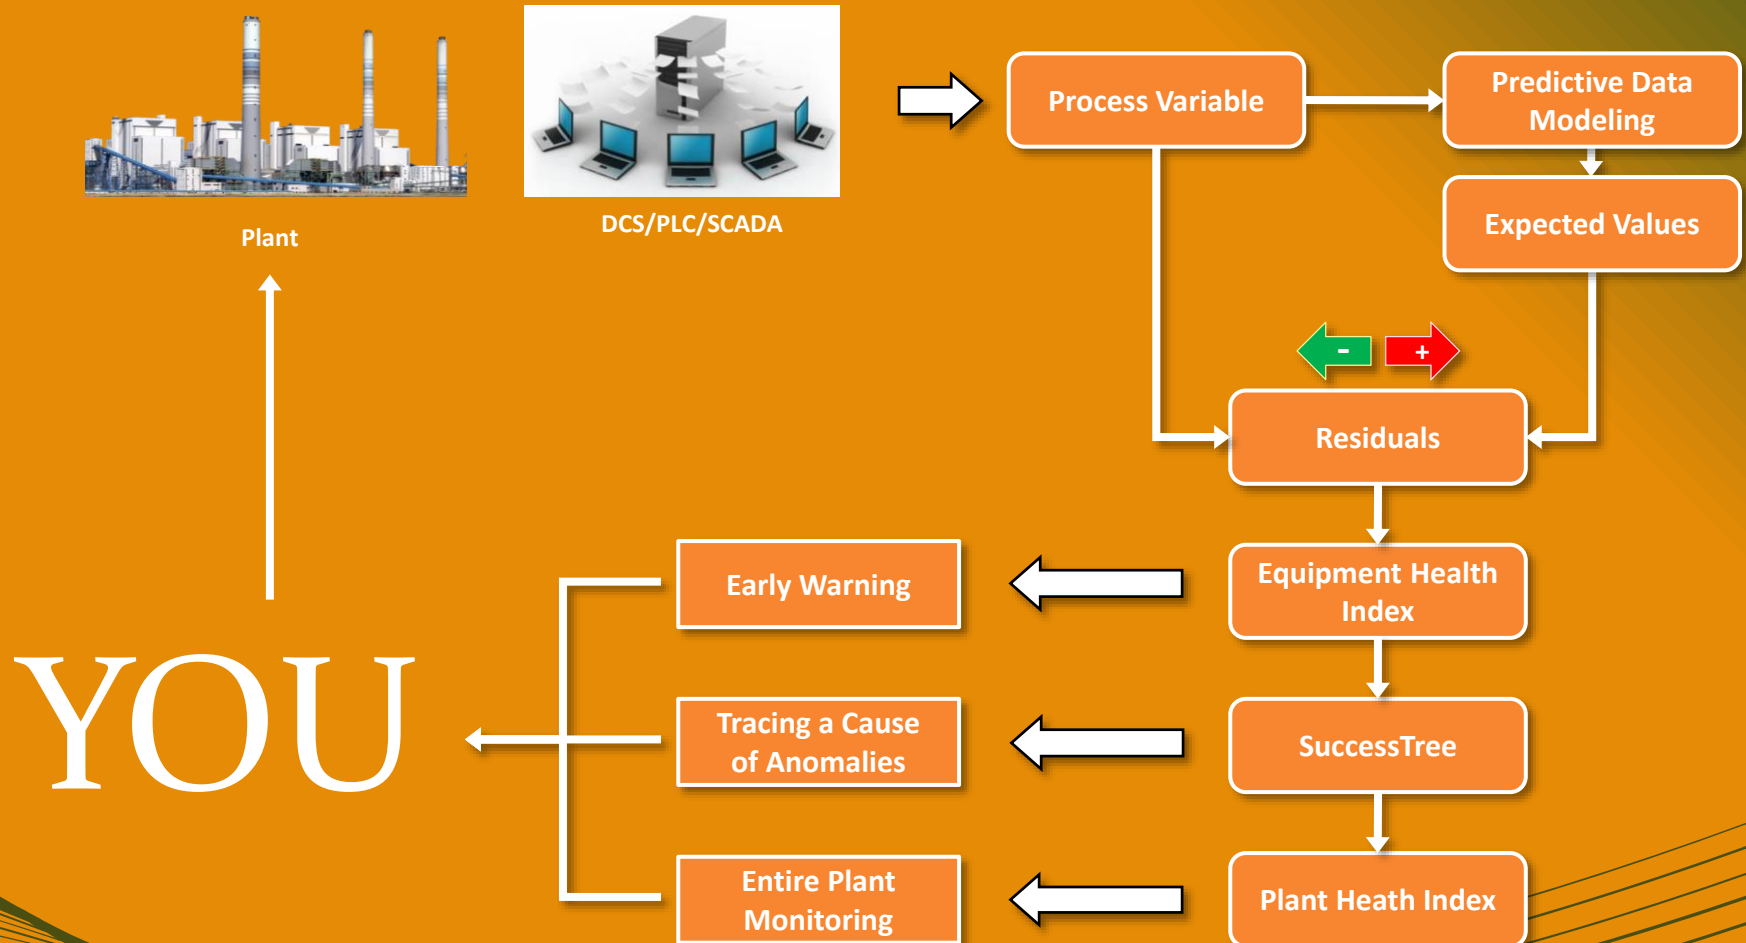 Plant
DCS/PLC/SCADA
Process Variable
Predictive Data
Modeling
Expected Values
-
+
Residuals
Equipment Health
Index
Early Warning
SuccessTree
Tracing a Cause
of Anomalies
Plant Heath Index
Entire Plant
Monitoring
YOU